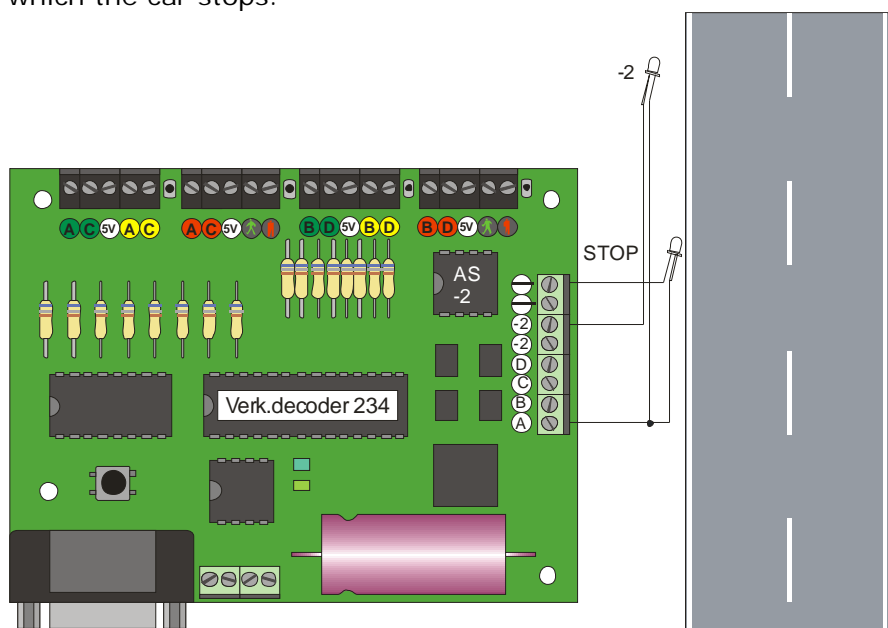 which the car stops.
-2
A C 5V A C A C 5V B D 5V B D B D 5V
STOP
AS
-2
-2
-2
D
C
B
A
Verk.decoder 234